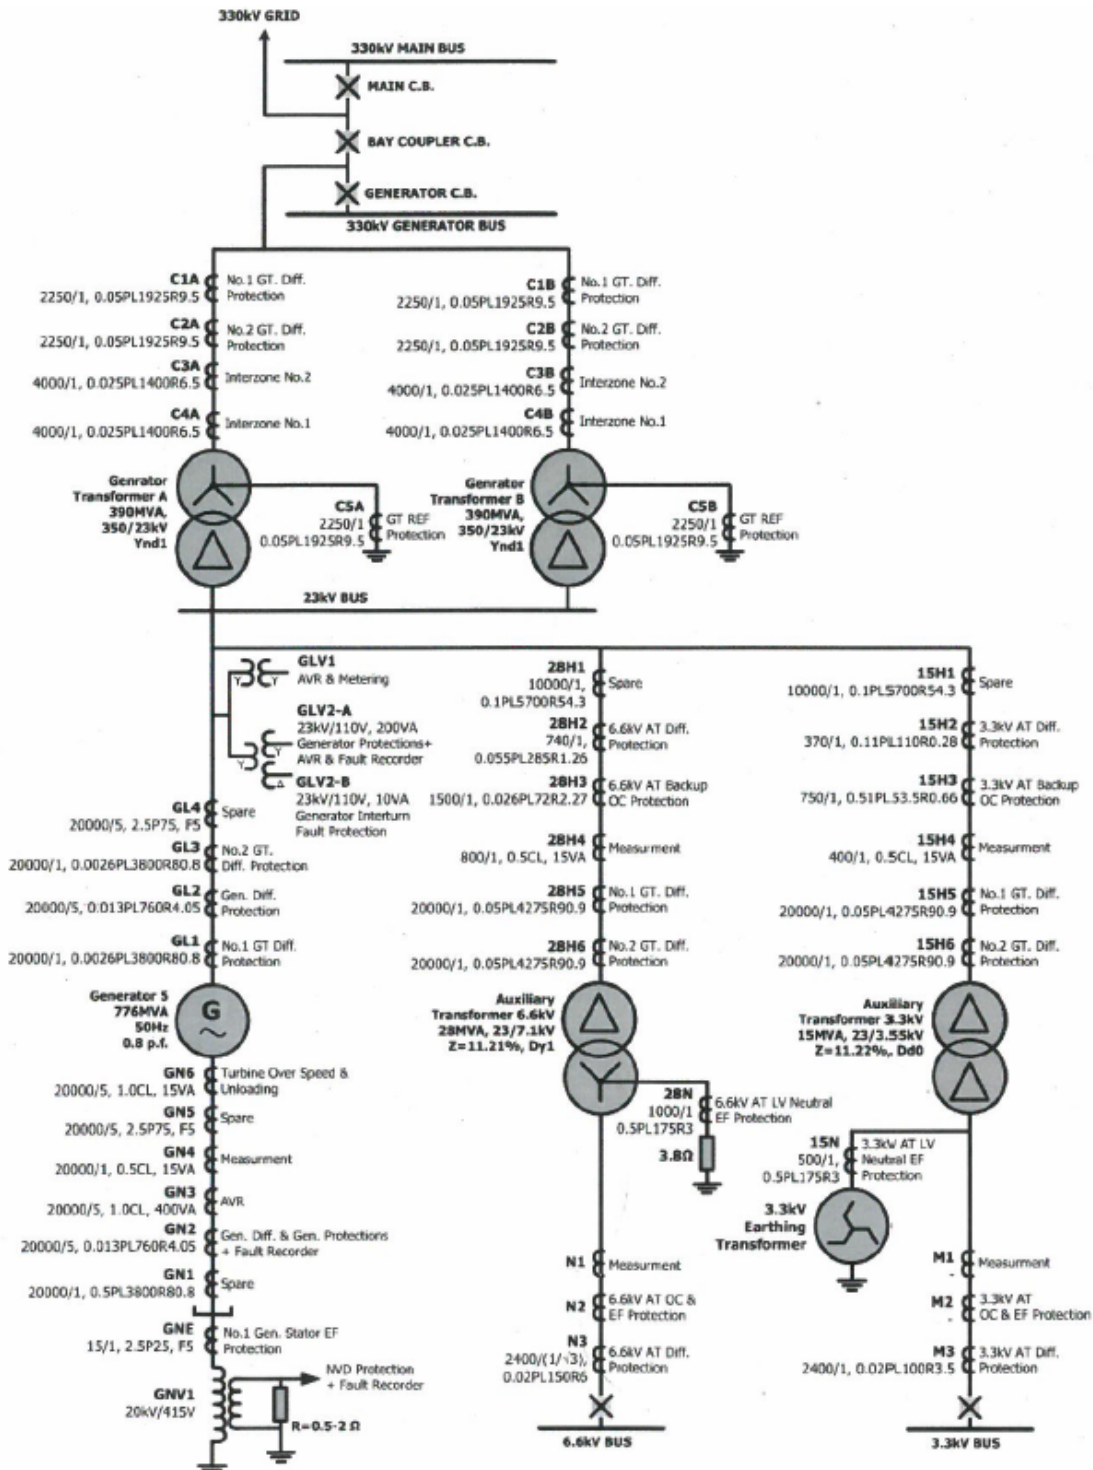 330kV GRID
330kV MAIN BUS
MAIN C.B.
BAY COUPLER C.B.
GENERATOR C.B.
330kV GENERATOR BUS
C1A
2250/1, 0.05PL1925R9.5
No.1 GT. Diff.
Protection
C2A
2250/1, 0.05PL1925R9.5
No.2 GT. Diff.
Protection
C3A
4000/1, 0.025PL1400R6.5
Interzone No.2
C4A
4000/1, 0.025PL1400R6.5
Interzone No.1
C1B
2250/1, 0.05PL1925R9.5
No.1 GT. Diff.
Protection
C2B
2250/1, 0.05PL1925R9.5
No.2 GT. Diff.
Protection
C3B
4000/1, 0.025PL1400R6.5
Interzone No.2
C4B
4000/1, 0.025PL1400R6.5
Interzone No.1
Genrator
Transformer A
390MVA,
350/23kV
Ynd1
C5A
2250/1
0.05PL1925R9.5
GT REF
Protection
Genrator
Transformer B
390MVA,
350/23kV
Ynd1
C5B
2250/1
0.05PL1925R9.5
GT REF
Protection
23kV BUS
GLV1
AVR & Metering
Y Y
GLV2-A
23kV/110V, 200VA
Generator Protections+
AVR & Fault Recorder
Y Y
GLV2-B
23kV/110V, 10VA
Generator Interturn
Fault Protection
GL4
20000/5, 2.5P75, F5
Spare
GL3
20000/1, 0.0026PL3800R80.8
No.2 GT.
Diff. Protection
GL2
20000/5, 0.013PL760R4.05
Gen. Diff.
Protection
GL1
20000/1, 0.0026PL3800R80.8
No.1 GT Diff.
Protection
Generator 5
776MVA
50Hz
0.8 p.f.
G
~
GN6
20000/5, 1.0CL, 15VA
Turbine Over Speed &
Unloading
GN5
20000/5, 2.5P75, F5
Spare
GN4
20000/1, 0.5CL, 15VA
Measurment
GN3
20000/5, 1.0CL, 400VA
AVR
GN2
20000/5, 0.013PL760R4.05
Gen. Diff. & Gen. Protections
+ Fault Recorder
GN1
20000/1, 0.5PL3800R80.8
Spare
GNE
15/1, 2.5P25, F5
No.1 Gen. Stator EF
Protection
GNV1
20kV/415V
NVD Protection
+ Fault Recorder
R=0.5-2 Ω
28H1
10000/1,
0.1PL5700R54.3
Spare
28H2
740/1,
0.055PL285R1.26
6.6kV AT Diff.
Protection
28H3
1500/1, 0.026PL72R2.27
6.6kV AT Backup
OC Protection
28H4
800/1, 0.5CL, 15VA
Measurment
28H5
20000/1, 0.05PL4275R90.9
No.1 GT. Diff.
Protection
28H6
20000/1, 0.05PL4275R90.9
No.2 GT. Diff.
Protection
Auxiliary
Transformer 6.6kV
28MVA, 23/7.1kV
Z=11.21%, Dy1
28N
1000/1
0.5PL175R3
6.6kV AT LV Neutral
EF Protection
3.8Ω
N1
Measurment
N2
6.6kV AT OC &
EF Protection
N3
2400/(1/√3),
0.02PL150R6
6.6kV AT Diff.
Protection
6.6kV BUS
15H1
10000/1, 0.1PL5700R54.3
Spare
15H2
370/1, 0.11PL110R0.28
3.3kV AT Diff.
Protection
15H3
750/1, 0.51PL53.5R0.66
3.3kV AT Backup
OC Protection
15H4
400/1, 0.5CL, 15VA
Measurment
15H5
20000/1, 0.05PL4275R90.9
No.1 GT. Diff.
Protection
15H6
20000/1, 0.05PL4275R90.9
No.2 GT. Diff.
Protection
Auxiliary
Transformer 3.3kV
15MVA, 23/3.55kV
Z=11.22%, Dd0
15N
500/1,
0.5PL175R3
3.3kW AT LV
Neutral EF
Protection
3.3kV
Earthing
Transformer
M1
Measurment
M2
3.3kV AT
OC & EF Protection
M3
2400/1, 0.02PL100R3.5
3.3kV AT Diff.
Protection
3.3kV BUS